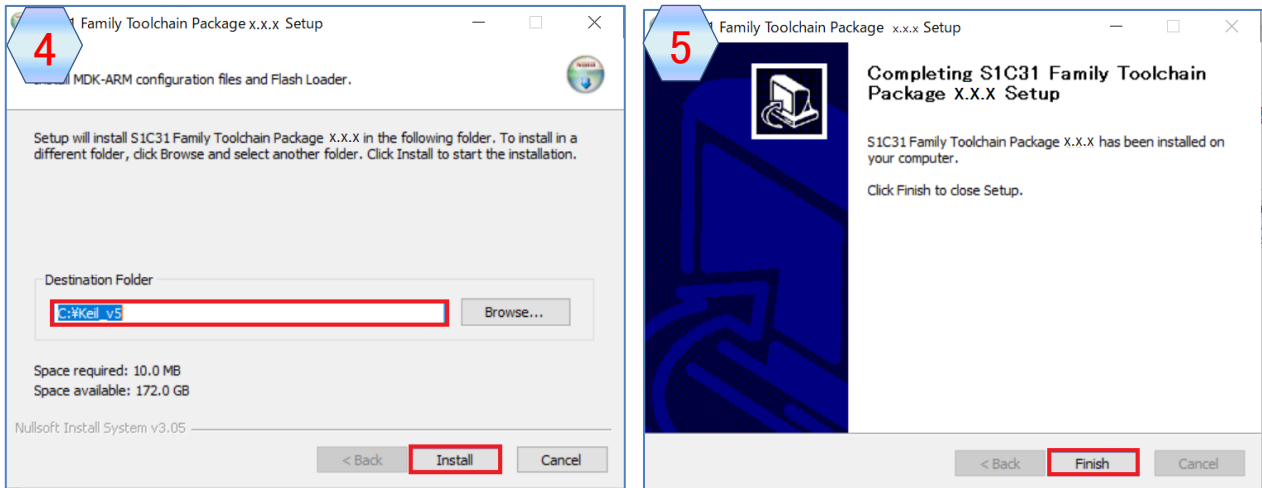 4
1 Family Toolchain Package x.x.x Setup
MDK-ARM configuration files and Flash Loader.
Setup will install S1C31 Family Toolchain Package X.X.X in the following folder. To install in a
different folder, click Browse and select another folder. Click Install to start the installation.
Destination Folder
C:¥Keil_v5
Browse...
Space required: 10.0 MB
Space available: 172.0 GB
Nullsoft Install System v3.05
< Back
Install
Cancel
5
1 Family Toolchain Package x.x.x Setup
Completing S1C31 Family Toolchain
Package X.X.X Setup
S1C31 Family Toolchain Package X.X.X has been installed on
your computer.
Click Finish to close Setup.
< Back
Finish
Cancel